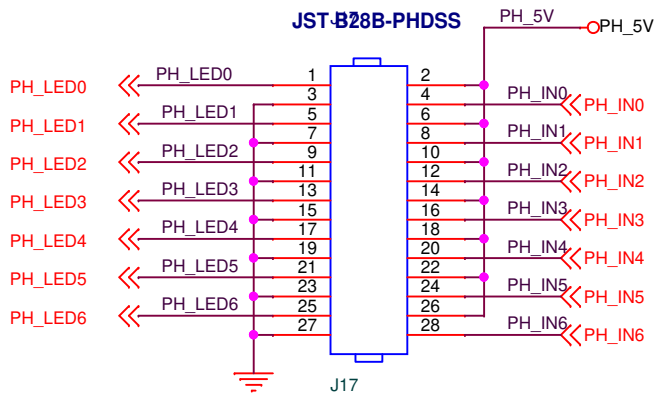 JST-B28B-PHDSS
PH_5V
PH_5V
PH_LED0 PH_LED0 1 2
3 4 PH_IN0 PH_IN0
PH_LED1 PH_LED1 5 6
7 8 PH_IN1 PH_IN1
PH_LED2 PH_LED2 9 10
11 12 PH_IN2 PH_IN2
PH_LED3 PH_LED3 13 14
15 16 PH_IN3 PH_IN3
PH_LED4 PH_LED4 17 18
19 20 PH_IN4 PH_IN4
PH_LED5 PH_LED5 21 22
23 24 PH_IN5 PH_IN5
PH_LED6 PH_LED6 25 26
27 28 PH_IN6 PH_IN6
J17